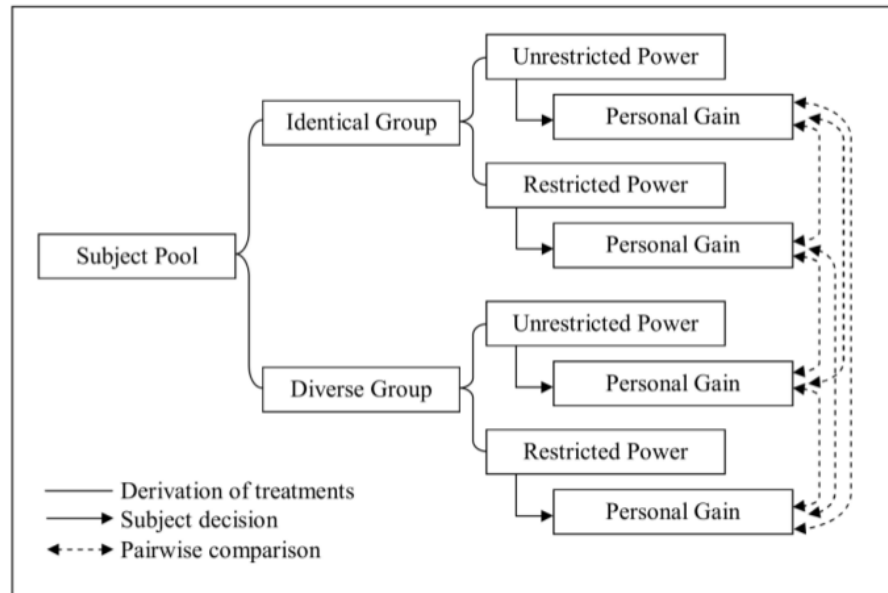 Unrestricted Power
Personal Gain
Identical Group
Restricted Power
Personal Gain
Subject Pool
Unrestricted Power
Personal Gain
Diverse Group
Restricted Power
Personal Gain
Derivation of treatments
Subject decision
Pairwise comparison